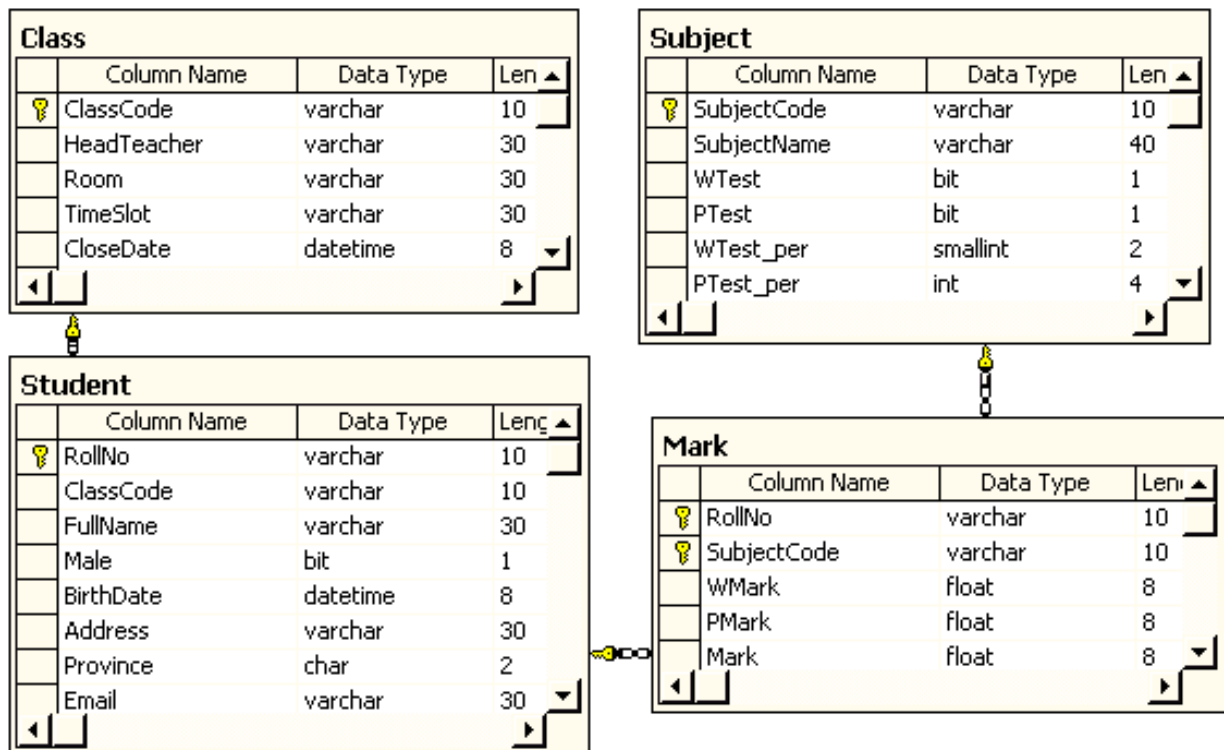 Class
Column Name Data Type Len
ClassCode varchar 10
HeadTeacher varchar 30
Room varchar 30
TimeSlot varchar 30
CloseDate datetime 8
Subject
Column Name Data Type Len
SubjectCode varchar 10
SubjectName varchar 40
WTest bit 1
PTest bit 1
WTest_per smallint 2
PTest_per int 4
Student
Column Name Data Type Leng
RollNo varchar 10
ClassCode varchar 10
FullName varchar 30
Male bit 1
BirthDate datetime 8
Address varchar 30
Province char 2
Email varchar 30
Mark
Column Name Data Type Len
RollNo varchar 10
SubjectCode varchar 10
WMark float 8
PMark float 8
Mark float 8